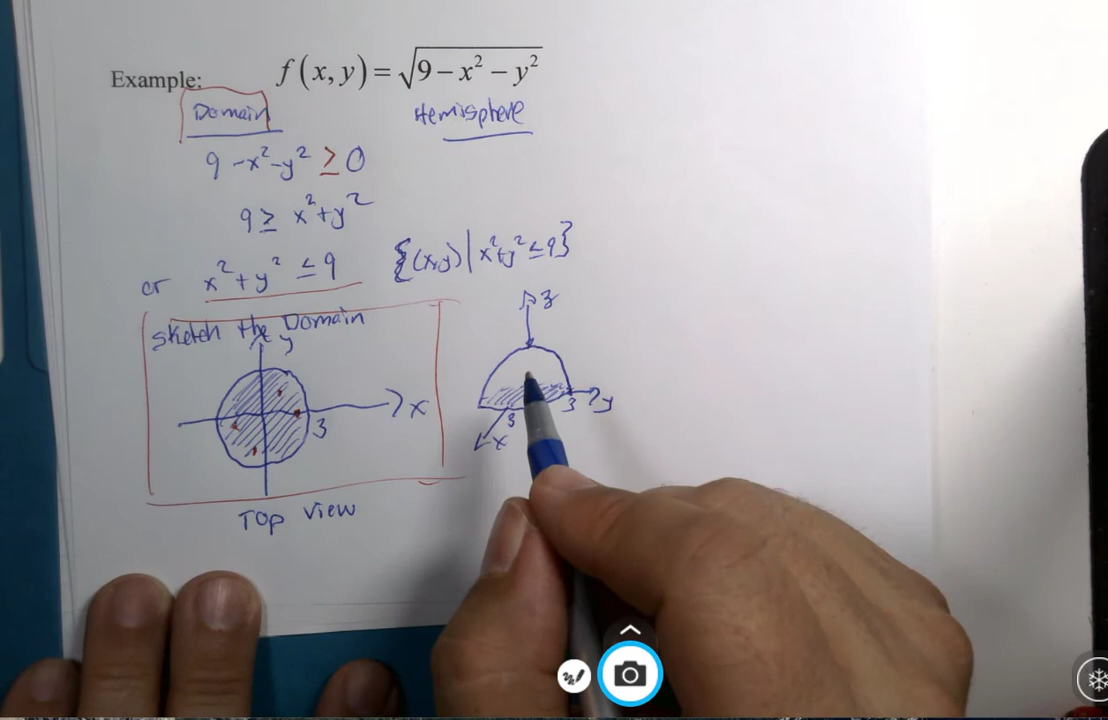 Example: f(x, y) = √(9 − x² − y²)
Domain
Hemisphere
9 − x² − y² ≥ 0
9 ≥ x² + y²
or x² + y² ≤ 9
{(x,y) | x² + y² ≤ 9}
Sketch the Domain
y
x
3
Top View
z
3 y
3
x